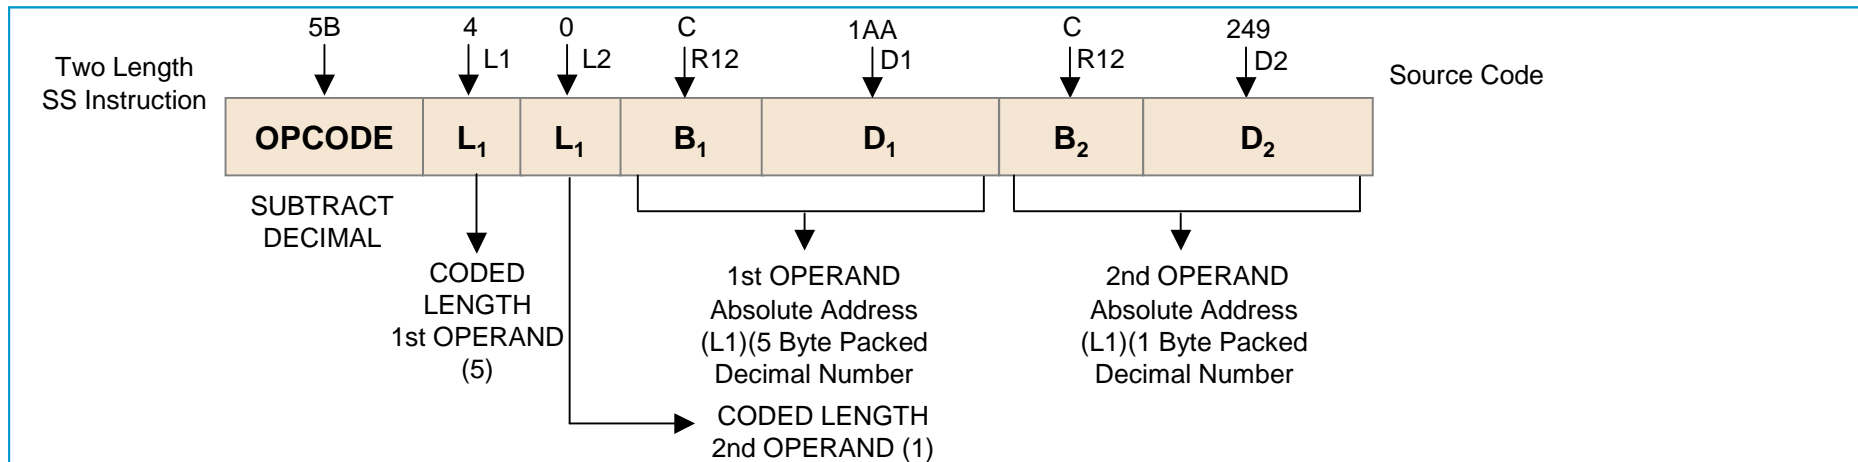 5B 4 0 C 1AA C 249
L1 L2 R12 D1 R12 D2
Two Length
SS Instruction
Source Code
OPCODE L1 L1 B1 D1 B2 D2
SUBTRACT
DECIMAL
CODED
LENGTH
1st OPERAND
(5)
1st OPERAND
Absolute Address
(L1)(5 Byte Packed
Decimal Number
2nd OPERAND
Absolute Address
(L1)(1 Byte Packed
Decimal Number
CODED LENGTH
2nd OPERAND (1)